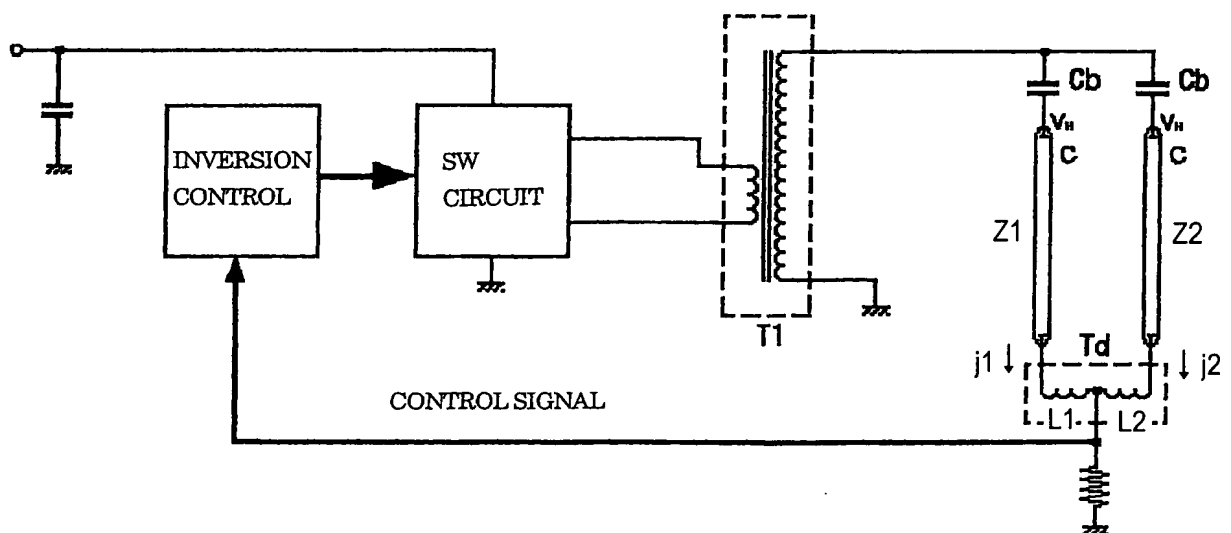 INVERSION
CONTROL
SW
CIRCUIT
T1
Cb
Cb
VH
VH
C
C
Z1
Z2
Td
j1
j2
L1
L2
CONTROL SIGNAL